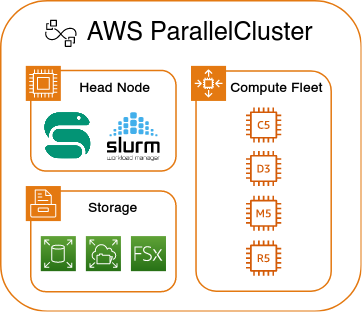 AWS ParallelCluster
Head Node
slurm
workload manager
Compute Fleet
C5
D3
M5
R5
Storage
FSx